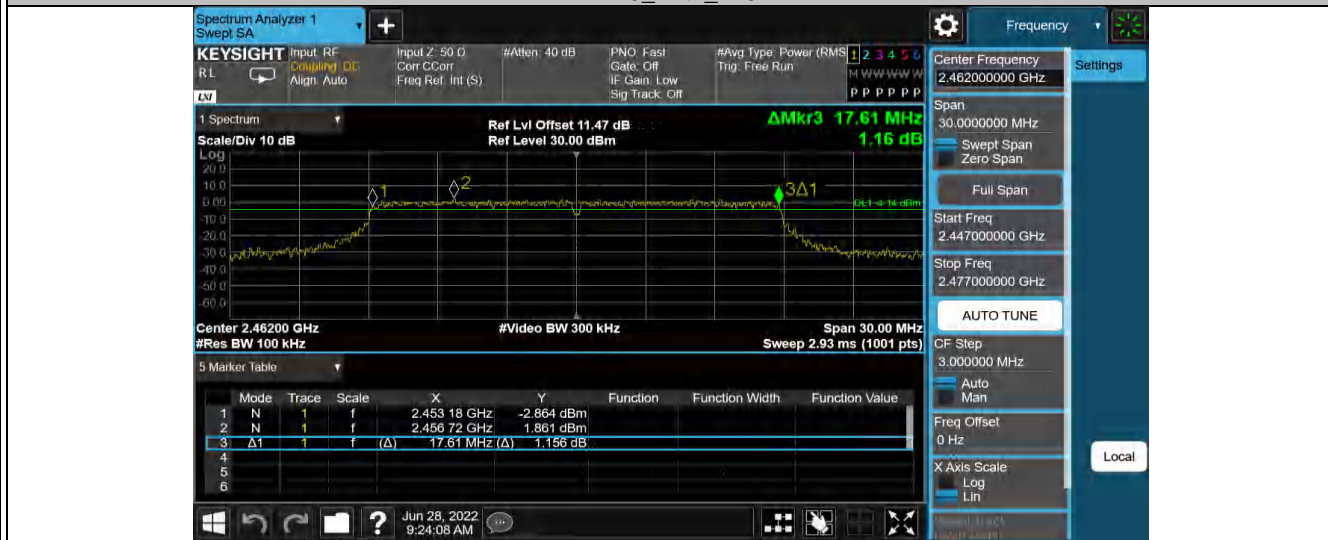 Spectrum Analyzer 1
Swept SA
+
Frequency
KEYSIGHT
RL
LXI
Input: RF
Coupling: DC
Align: Auto
Input Z: 50 Ω
Corr CCorr
Freq Ref: Int (S)
#Atten: 40 dB
PNO: Fast
Gate: Off
IF Gain: Low
Sig Track: Off
#Avg Type: Power (RMS
Trig: Free Run
1 2 3 4 5 6
M W W W W W
P P P P P P
Center Frequency
2.462000000 GHz
Settings
Span
30.0000000 MHz
Swept Span
Zero Span
Full Span
Start Freq
2.447000000 GHz
Stop Freq
2.477000000 GHz
AUTO TUNE
CF Step
3.000000 MHz
Auto
Man
Freq Offset
0 Hz
X Axis Scale
Log
Lin
Local
1 Spectrum
Scale/Div 10 dB
Ref Lvl Offset 11.47 dB
Ref Level 30.00 dBm
ΔMkr3 17.61 MHz
1.16 dB
Log
20.0
10.0
0.00
-10.0
-20.0
-30.0
-40.0
-50.0
-60.0
1
2
3Δ1
DL1 -4.14 dBm
Center 2.46200 GHz
#Video BW 300 kHz
Span 30.00 MHz
#Res BW 100 kHz
Sweep 2.93 ms (1001 pts)
5 Marker Table
Mode Trace Scale X Y Function Function Width Function Value
1 N 1 f 2.453 18 GHz -2.864 dBm
2 N 1 f 2.456 72 GHz 1.861 dBm
3 Δ1 1 f (Δ) 17.61 MHz (Δ) 1.156 dB
4
5
6
?
Jun 28, 2022
9:24:08 AM